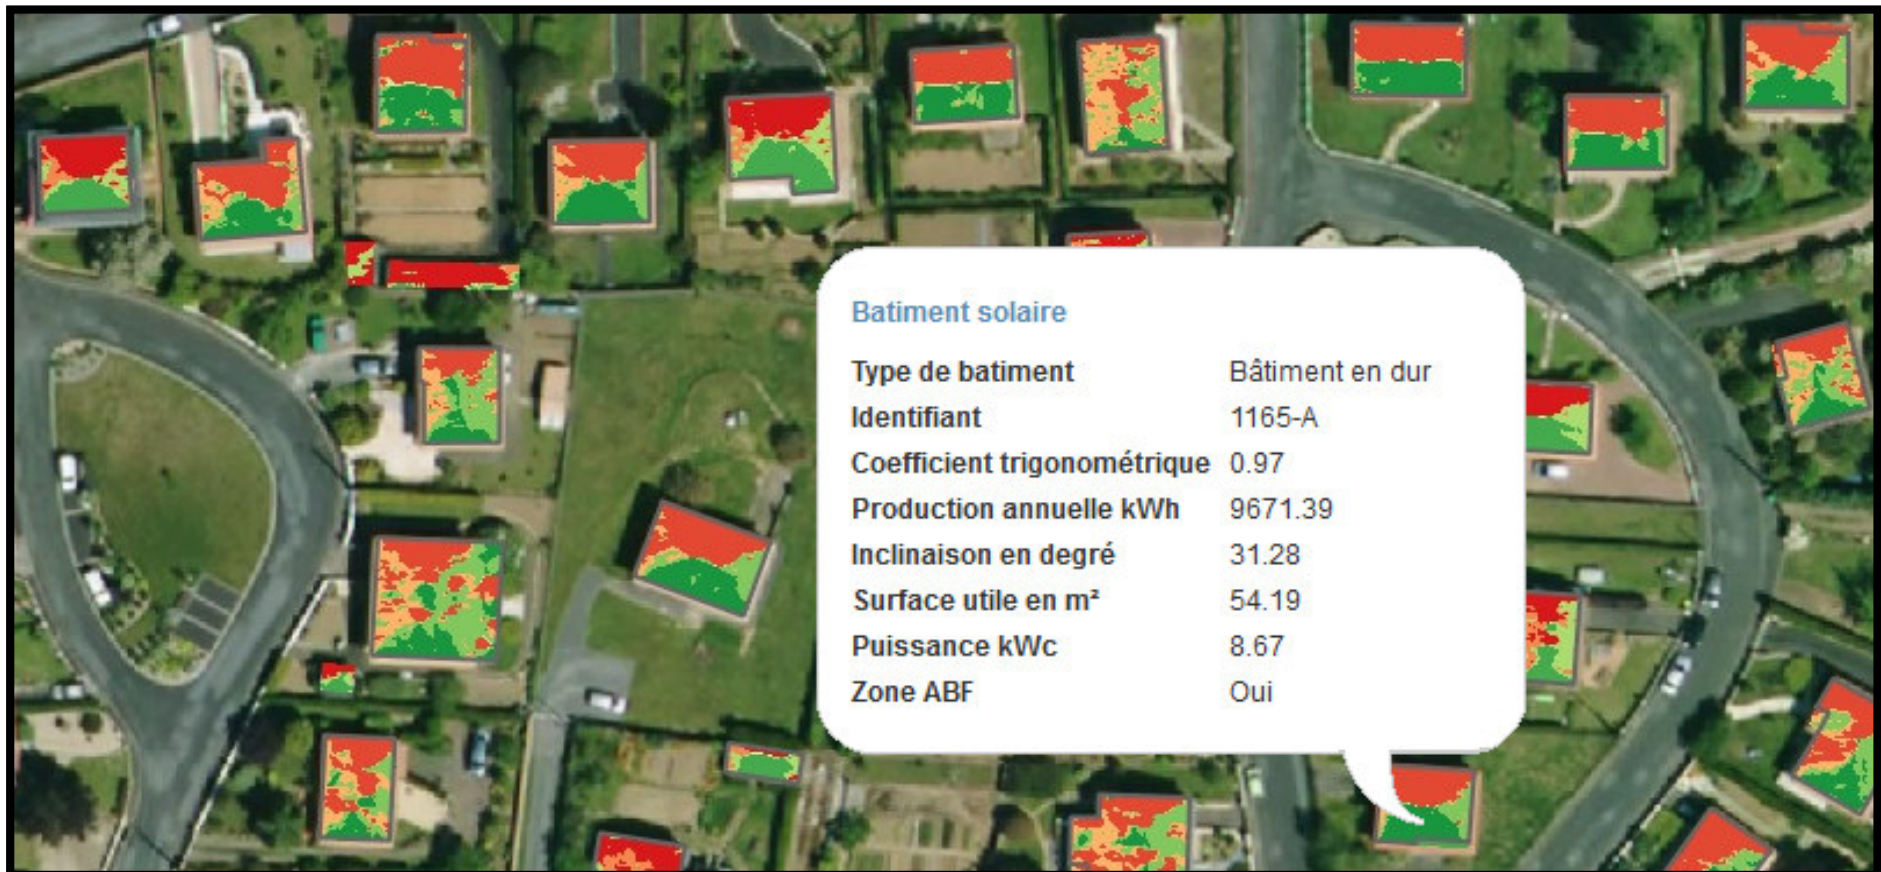 Batiment solaire
Type de batiment Bâtiment en dur
Identifiant 1165-A
Coefficient trigonométrique 0.97
Production annuelle kWh 9671.39
Inclinaison en degré 31.28
Surface utile en m² 54.19
Puissance kWc 8.67
Zone ABF Oui